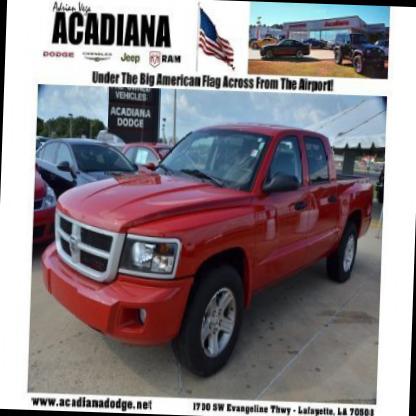 Adrian Vega
ACADIANA
DODGE CHRYSLER Jeep RAM
Under The Big American Flag Across From The Airport!
VEHICLES
ACADIANA
DODGE
www.acadianadodge.net
1700 SW Evangeline Thwy - Lafayette, LA 70508